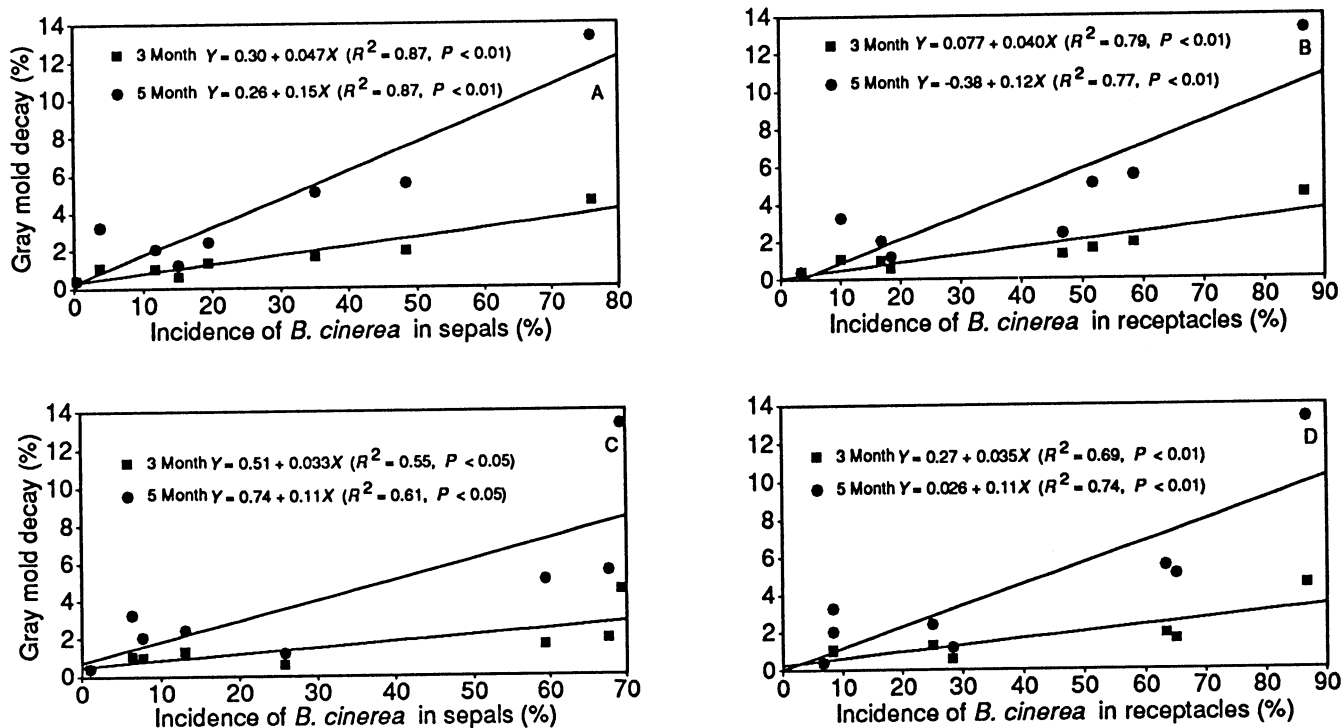 Gray mold decay (%)
14
12
10
8
6
4
2
0
■ 3 Month Y = 0.30 + 0.047X (R² = 0.87, P < 0.01)
● 5 Month Y = 0.26 + 0.15X (R² = 0.87, P < 0.01)
A
0 10 20 30 40 50 60 70 80
Incidence of B. cinerea in sepals (%)
14
12
10
8
6
4
2
0
■ 3 Month Y = 0.077 + 0.040X (R² = 0.79, P < 0.01)
● 5 Month Y = -0.38 + 0.12X (R² = 0.77, P < 0.01)
B
0 10 20 30 40 50 60 70 80 90
Incidence of B. cinerea in receptacles (%)
Gray mold decay (%)
14
12
10
8
6
4
2
0
■ 3 Month Y = 0.51 + 0.033X (R² = 0.55, P < 0.05)
● 5 Month Y = 0.74 + 0.11X (R² = 0.61, P < 0.05)
C
0 10 20 30 40 50 60 70
Incidence of B. cinerea in sepals (%)
14
12
10
8
6
4
2
0
■ 3 Month Y = 0.27 + 0.035X (R² = 0.69, P < 0.01)
● 5 Month Y = 0.026 + 0.11X (R² = 0.74, P < 0.01)
D
0 10 20 30 40 50 60 70 80 90
Incidence of B. cinerea in receptacles (%)